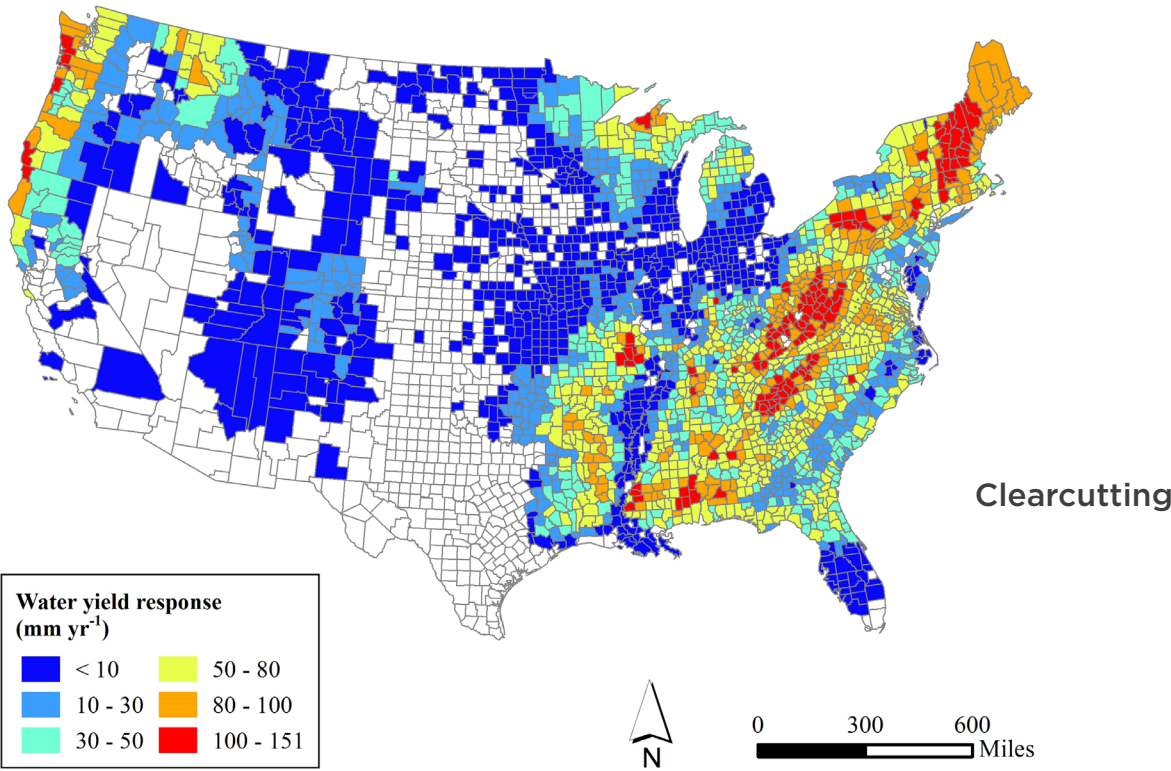 Clearcutting
Water yield response
(mm yr⁻¹)
< 10
10 - 30
30 - 50
50 - 80
80 - 100
100 - 151
N
0 300 600
Miles